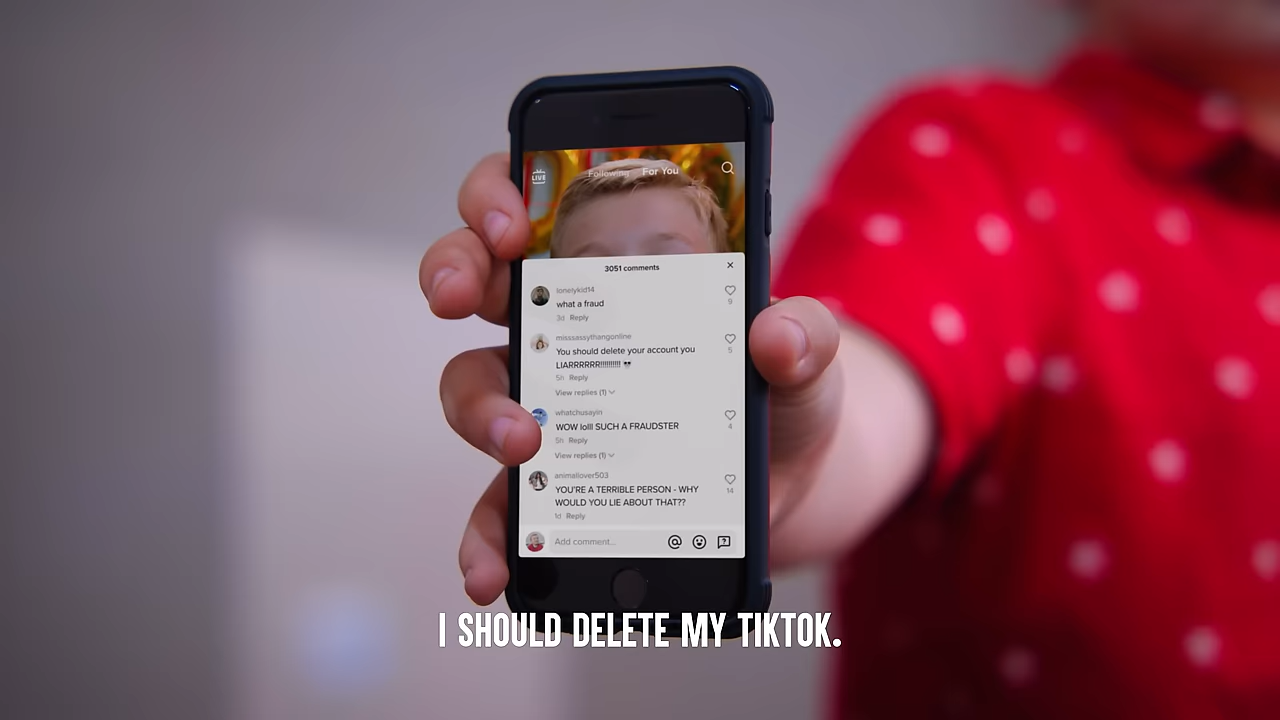 LIVE
Following For You
3051 comments
lonelykid14
what a fraud
9
3d Reply
misssassythangonline
You should delete your account you
5
LIARRRRRR!!!!!!!!!!! 💀
5h Reply
View replies (1)
whatchusayin
WOW lolll SUCH A FRAUDSTER
4
5h Reply
View replies (1)
animallover503
YOU'RE A TERRIBLE PERSON - WHY
14
WOULD YOU LIE ABOUT THAT??
1d Reply
Add comment...
I SHOULD DELETE MY TIKTOK.